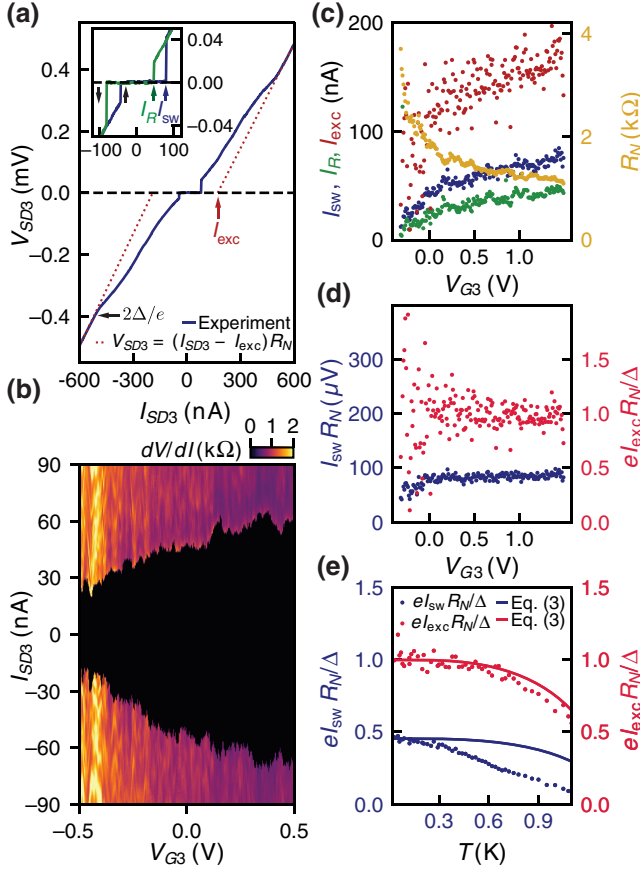 (a)
V_SD3 (mV)
0.4
0.2
0.0
−0.2
−0.4
0.04
0.00
−0.04
−100 0 100
I_R I_sw
I_exc
2Δ/e
Experiment
V_SD3 = (I_SD3 − I_exc)R_N
−600 −300 0 300 600
I_SD3 (nA)
(b)
dV/dI (kΩ)
0 1 2
I_SD3 (nA)
90
60
30
0
−30
−60
−90
−0.5 0.0 0.5
V_G3 (V)
(c)
I_sw, I_R, I_exc (nA)
200
100
0
R_N (kΩ)
4
2
0
0.0 0.5 1.0
V_G3 (V)
(d)
I_sw R_N (μV)
300
200
100
0
eI_exc R_N/Δ
1.5
1.0
0.5
0.0
0.0 0.5 1.0
V_G3 (V)
(e)
eI_sw R_N/Δ
1.5
1.0
0.5
0.0
eI_sw R_N/Δ Eq. (3)
eI_exc R_N/Δ Eq. (3)
eI_exc R_N/Δ
1.5
1.0
0.5
0.0
0.3 0.6 0.9
T (K)